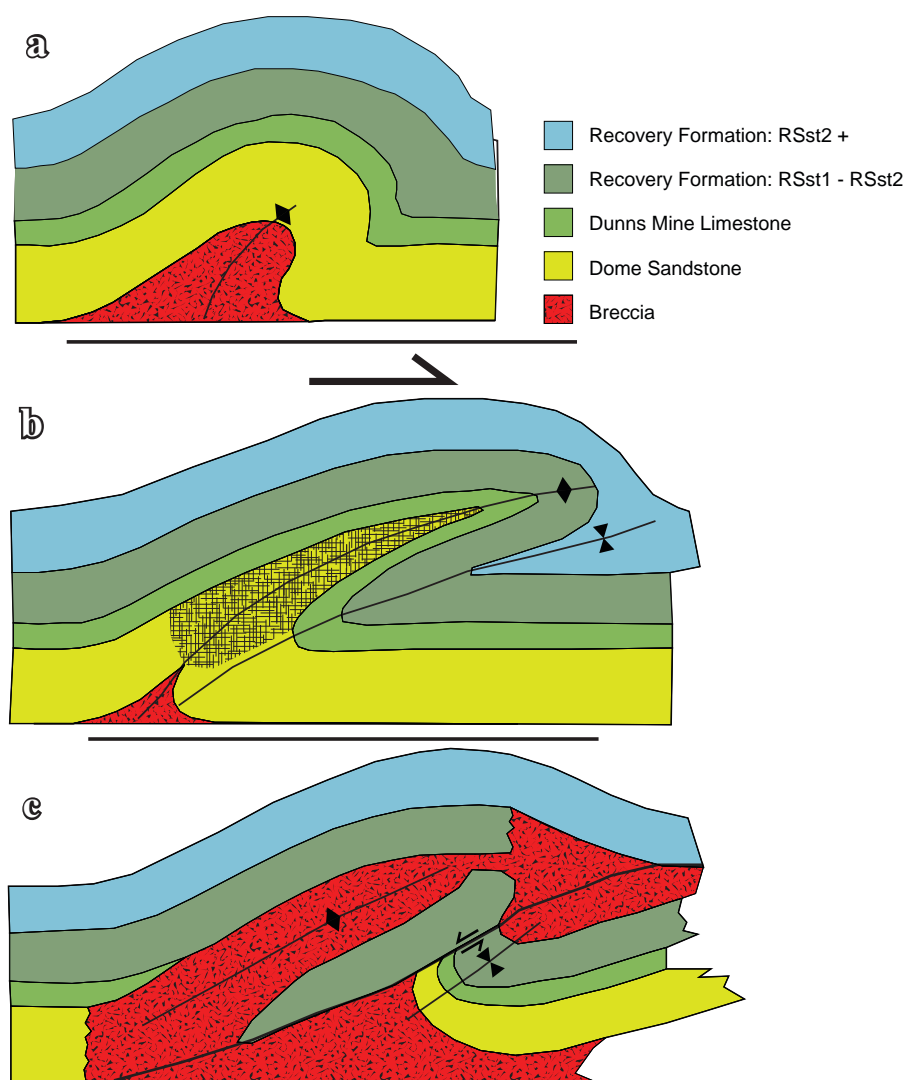 a
Recovery Formation: RSst2 +
Recovery Formation: RSst1 - RSst2
Dunns Mine Limestone
Dome Sandstone
Breccia
b
c